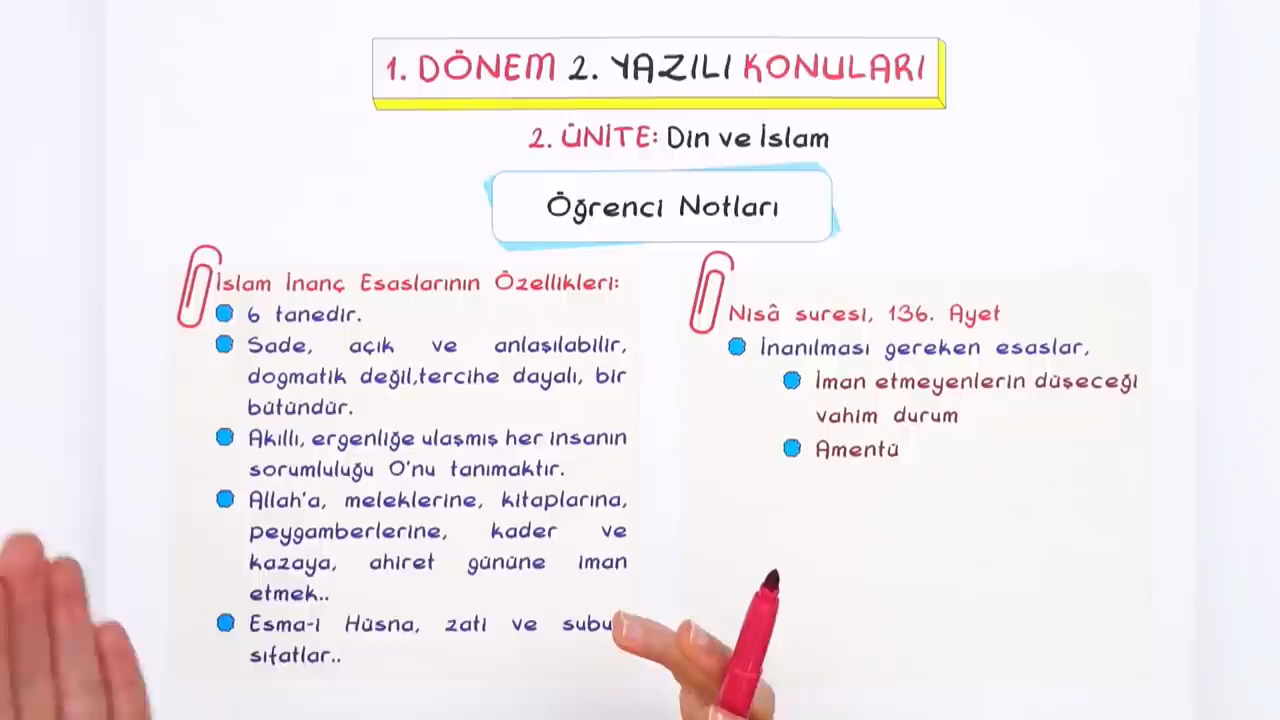 1. DÖNEM 2. YAZILI KONULARI
2. ÜNİTE: Din ve İslam
Öğrenci Notları
İslam İnanç Esaslarının Özellikleri:
6 tanedir.
Sade, açık ve anlaşılabilir,
dogmatik değil,tercihe dayalı, bir
bütündür.
Akıllı, ergenliğe ulaşmış her insanın
sorumluluğu O'nu tanımaktır.
Allah'a, meleklerine, kitaplarına,
peygamberlerine, kader ve
kazaya, ahiret gününe iman
etmek..
Esma-i Hüsna, zati ve
sıfatlar..
Nisâ suresi, 136. Ayet
İnanılması gereken esaslar,
İman etmeyenlerin düşeceği
vahim durum
Amentü